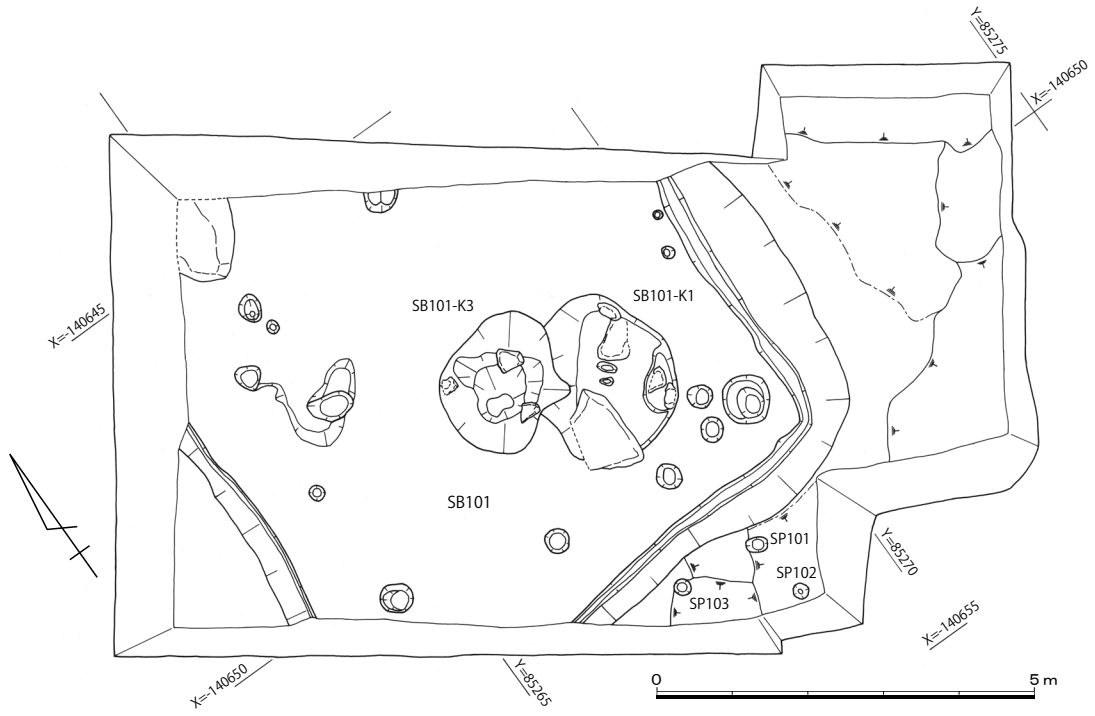 Y=85275
X=-140650
SB101-K3
SB101-K1
X=-140645
SB101
SP101
Y=85270
SP102
SP103
X=-140655
X=-140650
Y=85265
0
5 m